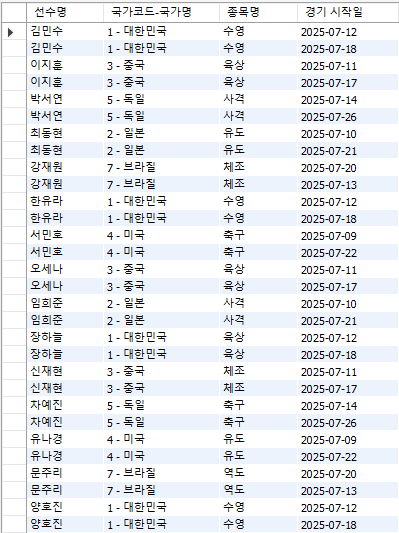 선수명 국가코드-국가명 종목명 경기 시작일
김민수 1 - 대한민국 수영 2025-07-12
김민수 1 - 대한민국 수영 2025-07-18
이지훈 3 - 중국 육상 2025-07-11
이지훈 3 - 중국 육상 2025-07-17
박서연 5 - 독일 사격 2025-07-14
박서연 5 - 독일 사격 2025-07-26
최동현 2 - 일본 유도 2025-07-10
최동현 2 - 일본 유도 2025-07-21
강재원 7 - 브라질 체조 2025-07-20
강재원 7 - 브라질 체조 2025-07-13
한유라 1 - 대한민국 수영 2025-07-12
한유라 1 - 대한민국 수영 2025-07-18
서민호 4 - 미국 축구 2025-07-09
서민호 4 - 미국 축구 2025-07-22
오세나 3 - 중국 육상 2025-07-11
오세나 3 - 중국 육상 2025-07-17
임희준 2 - 일본 사격 2025-07-10
임희준 2 - 일본 사격 2025-07-21
장하늘 1 - 대한민국 육상 2025-07-12
장하늘 1 - 대한민국 육상 2025-07-18
신재현 3 - 중국 체조 2025-07-11
신재현 3 - 중국 체조 2025-07-17
차예진 5 - 독일 축구 2025-07-14
차예진 5 - 독일 축구 2025-07-26
유나경 4 - 미국 유도 2025-07-09
유나경 4 - 미국 유도 2025-07-22
문주리 7 - 브라질 역도 2025-07-20
문주리 7 - 브라질 역도 2025-07-13
양호진 1 - 대한민국 수영 2025-07-12
양호진 1 - 대한민국 수영 2025-07-18